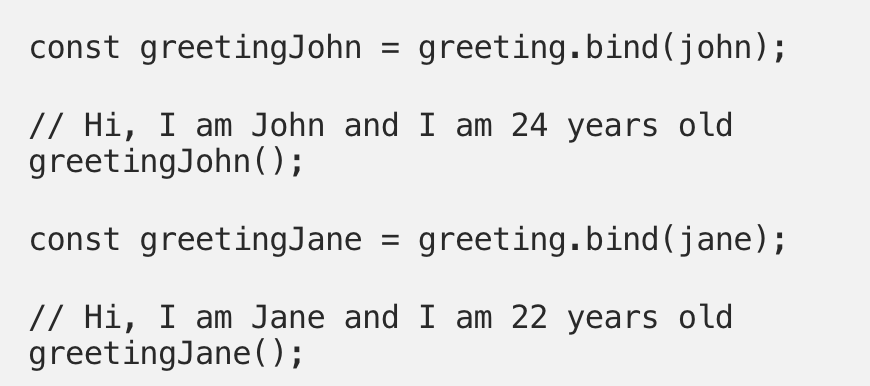 const greetingJohn = greeting.bind(john);
// Hi, I am John and I am 24 years old
greetingJohn();
const greetingJane = greeting.bind(jane);
// Hi, I am Jane and I am 22 years old
greetingJane();